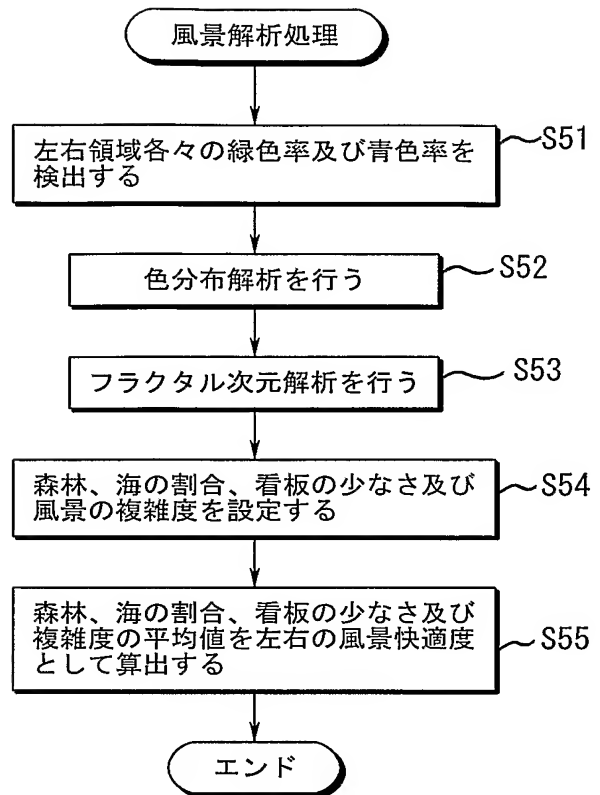 風景解析処理
左右領域各々の緑色率及び青色率を
検出する
S51
色分布解析を行う
S52
フラクタル次元解析を行う
S53
森林、海の割合、看板の少なさ及び
風景の複雑度を設定する
S54
森林、海の割合、看板の少なさ及び
複雑度の平均値を左右の風景快適度
として算出する
S55
エンド